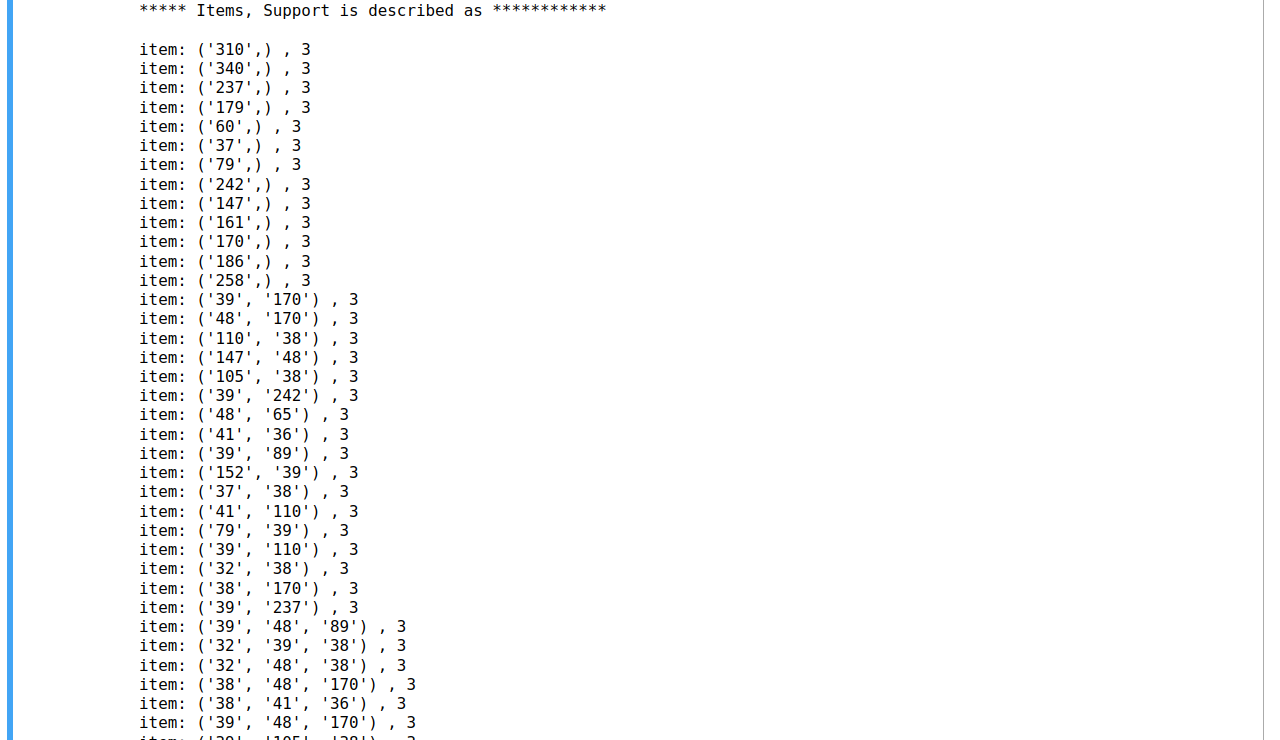 ***** Items, Support is described as ************
item: ('310',) , 3
item: ('340',) , 3
item: ('237',) , 3
item: ('179',) , 3
item: ('60',) , 3
item: ('37',) , 3
item: ('79',) , 3
item: ('242',) , 3
item: ('147',) , 3
item: ('161',) , 3
item: ('170',) , 3
item: ('186',) , 3
item: ('258',) , 3
item: ('39', '170') , 3
item: ('48', '170') , 3
item: ('110', '38') , 3
item: ('147', '48') , 3
item: ('105', '38') , 3
item: ('39', '242') , 3
item: ('48', '65') , 3
item: ('41', '36') , 3
item: ('39', '89') , 3
item: ('152', '39') , 3
item: ('37', '38') , 3
item: ('41', '110') , 3
item: ('79', '39') , 3
item: ('39', '110') , 3
item: ('32', '38') , 3
item: ('38', '170') , 3
item: ('39', '237') , 3
item: ('39', '48', '89') , 3
item: ('32', '39', '38') , 3
item: ('32', '48', '38') , 3
item: ('38', '48', '170') , 3
item: ('38', '41', '36') , 3
item: ('39', '48', '170') , 3